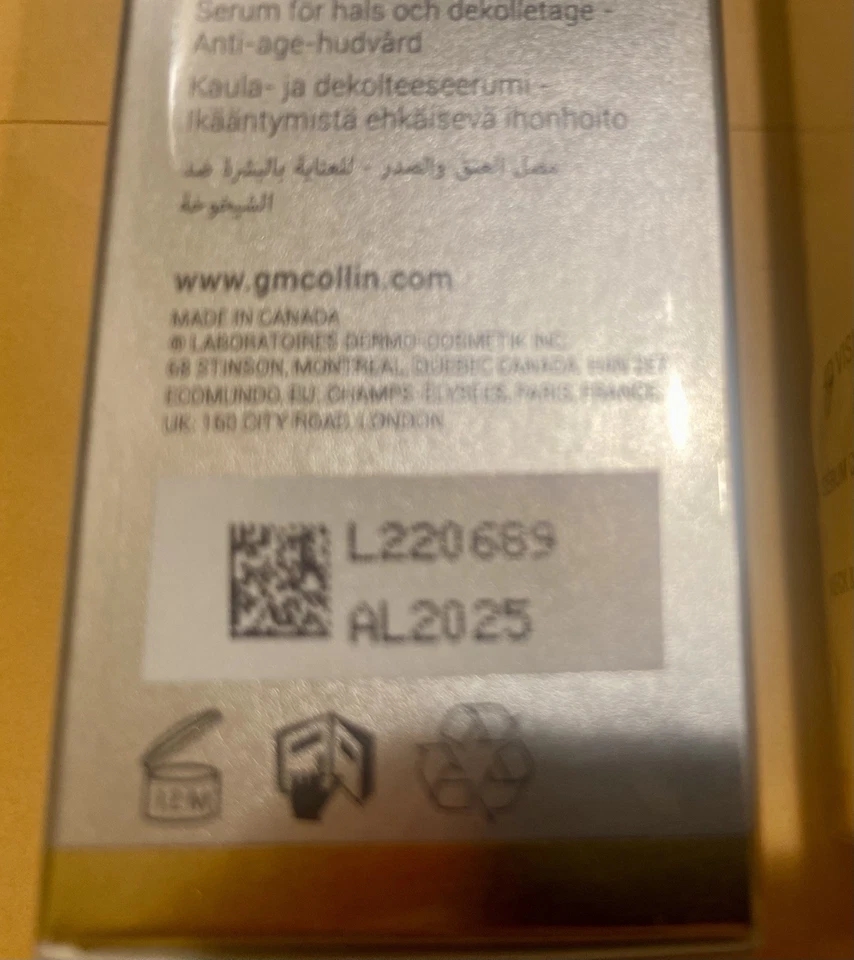 Serum för hals och dekolletage -
Anti-age-hudvård
Kaula- ja dekolteeseerumi -
Ikääntymistä ehkäisevä ihonhoito
مصل العنق والصدر - للعناية بالبشرة ضد
الشيخوخة
www.gmcollin.com
MADE IN CANADA
® LABORATOIRES DERMO-COSMETIK INC.
68 STINSON, MONTREAL, QUEBEC CANADA
ECOMUNDO, EU: CHAMPS-ÉLYSÉES, PARIS, FRANCE.
UK: 160 CITY ROAD, LONDON
L220689
AL2025
12 M